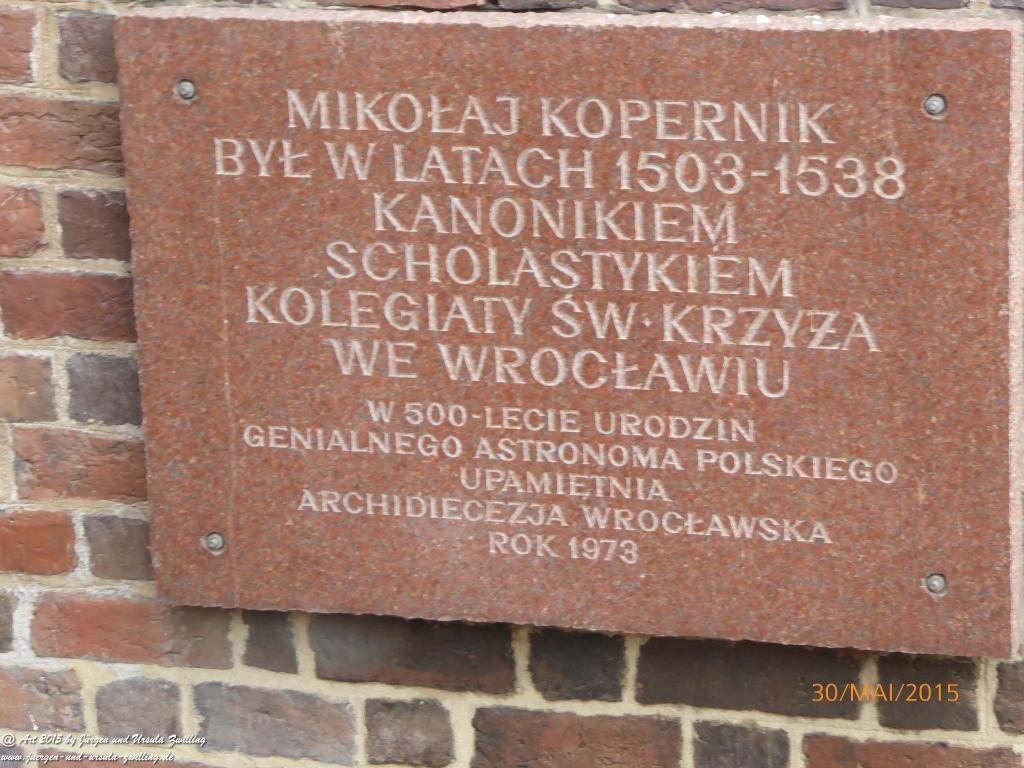 MIKOŁAJ KOPERNIK
BYŁ W LATACH 1503-1538
KANONIKIEM
SCHOLASTYKIEM
KOLEGIATY ŚW· KRZYŻA
WE WROCŁAWIU
W 500-LECIE URODZIN
GENIALNEGO ASTRONOMA POLSKIEGO
UPAMIĘTNIA
ARCHIDIECEZJA WROCŁAWSKA
ROK 1973
30/MAI/2015
@ Art 2015 by Jürgen und Ursula Zwilling
www.juergen-und-ursula-zwilling.de